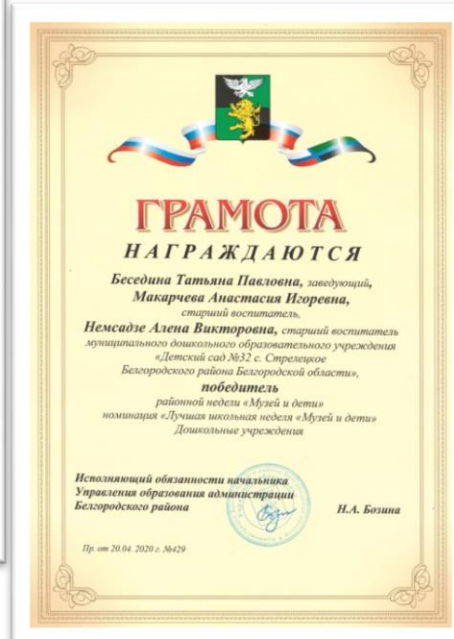 ГРАМОТА
НАГРАЖДАЮТСЯ
Беседина Татьяна Павловна, заведующий,
Макарчева Анастасия Игоревна,
старший воспитатель,
Немсадзе Алена Викторовна, старший воспитатель
муниципального дошкольного образовательного учреждения
«Детский сад №32 с. Стрелецкое
Белгородского района Белгородской области»,
победитель
районной недели «Музей и дети»
номинация «Лучшая школьная неделя «Музей и дети»
Дошкольные учреждения
Исполняющий обязанности начальника
Управления образования администрации
Белгородского района
Н.А. Бозина
Пр. от 20.04. 2020 г. №429